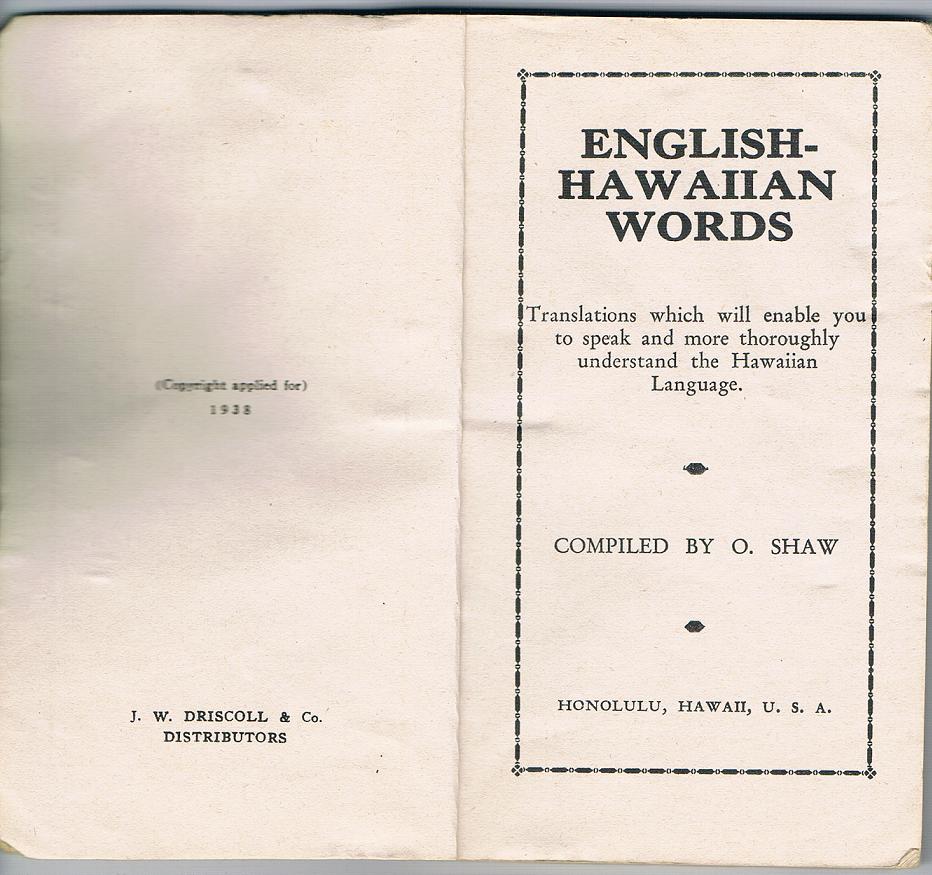 (Copyright applied for)
1938
J. W. DRISCOLL & Co.
DISTRIBUTORS
ENGLISH-
HAWAIIAN
WORDS
Translations which will enable you
to speak and more thoroughly
understand the Hawaiian
Language.
COMPILED BY O. SHAW
HONOLULU, HAWAII, U. S. A.